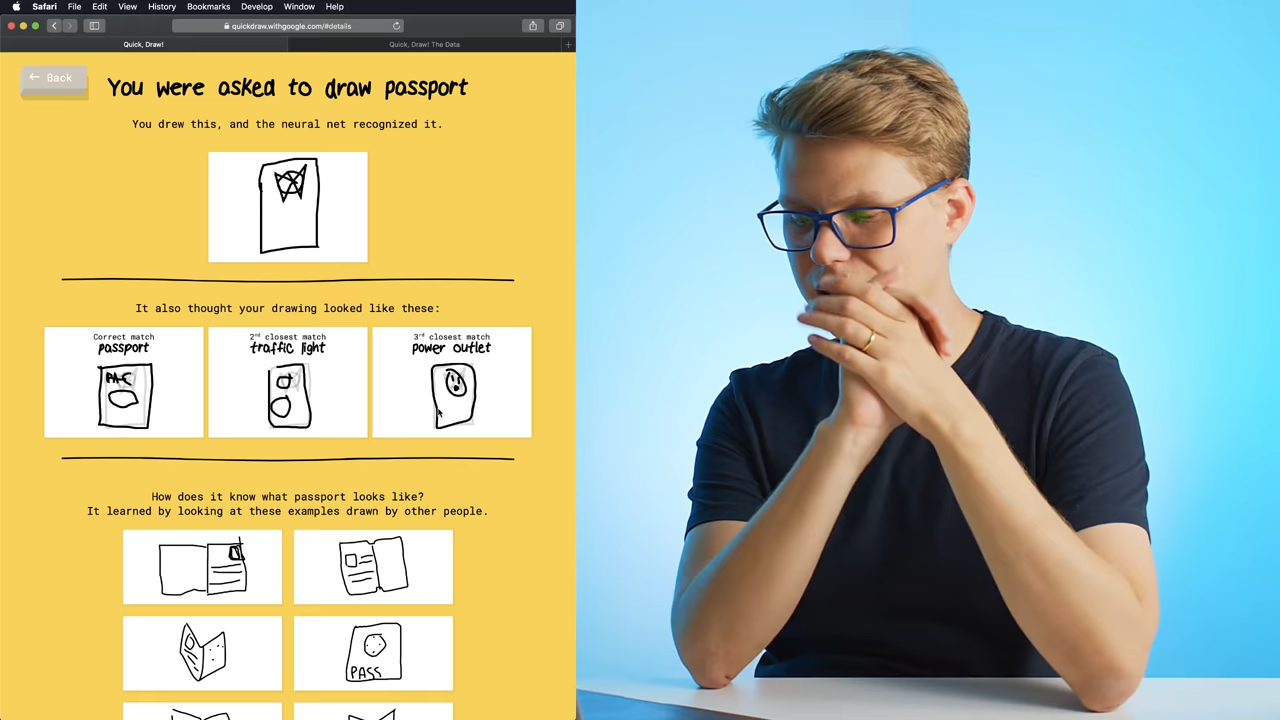 Safari File Edit View History Bookmarks Develop Window Help
quickdraw.withgoogle.com/#details
Quick, Draw!
Quick, Draw! The Data
← Back
You were asked to draw passport
You drew this, and the neural net recognized it.
It also thought your drawing looked like these:
Correct match
passport
2nd closest match
traffic light
3rd closest match
power outlet
How does it know what passport looks like?
It learned by looking at these examples drawn by other people.
PASS